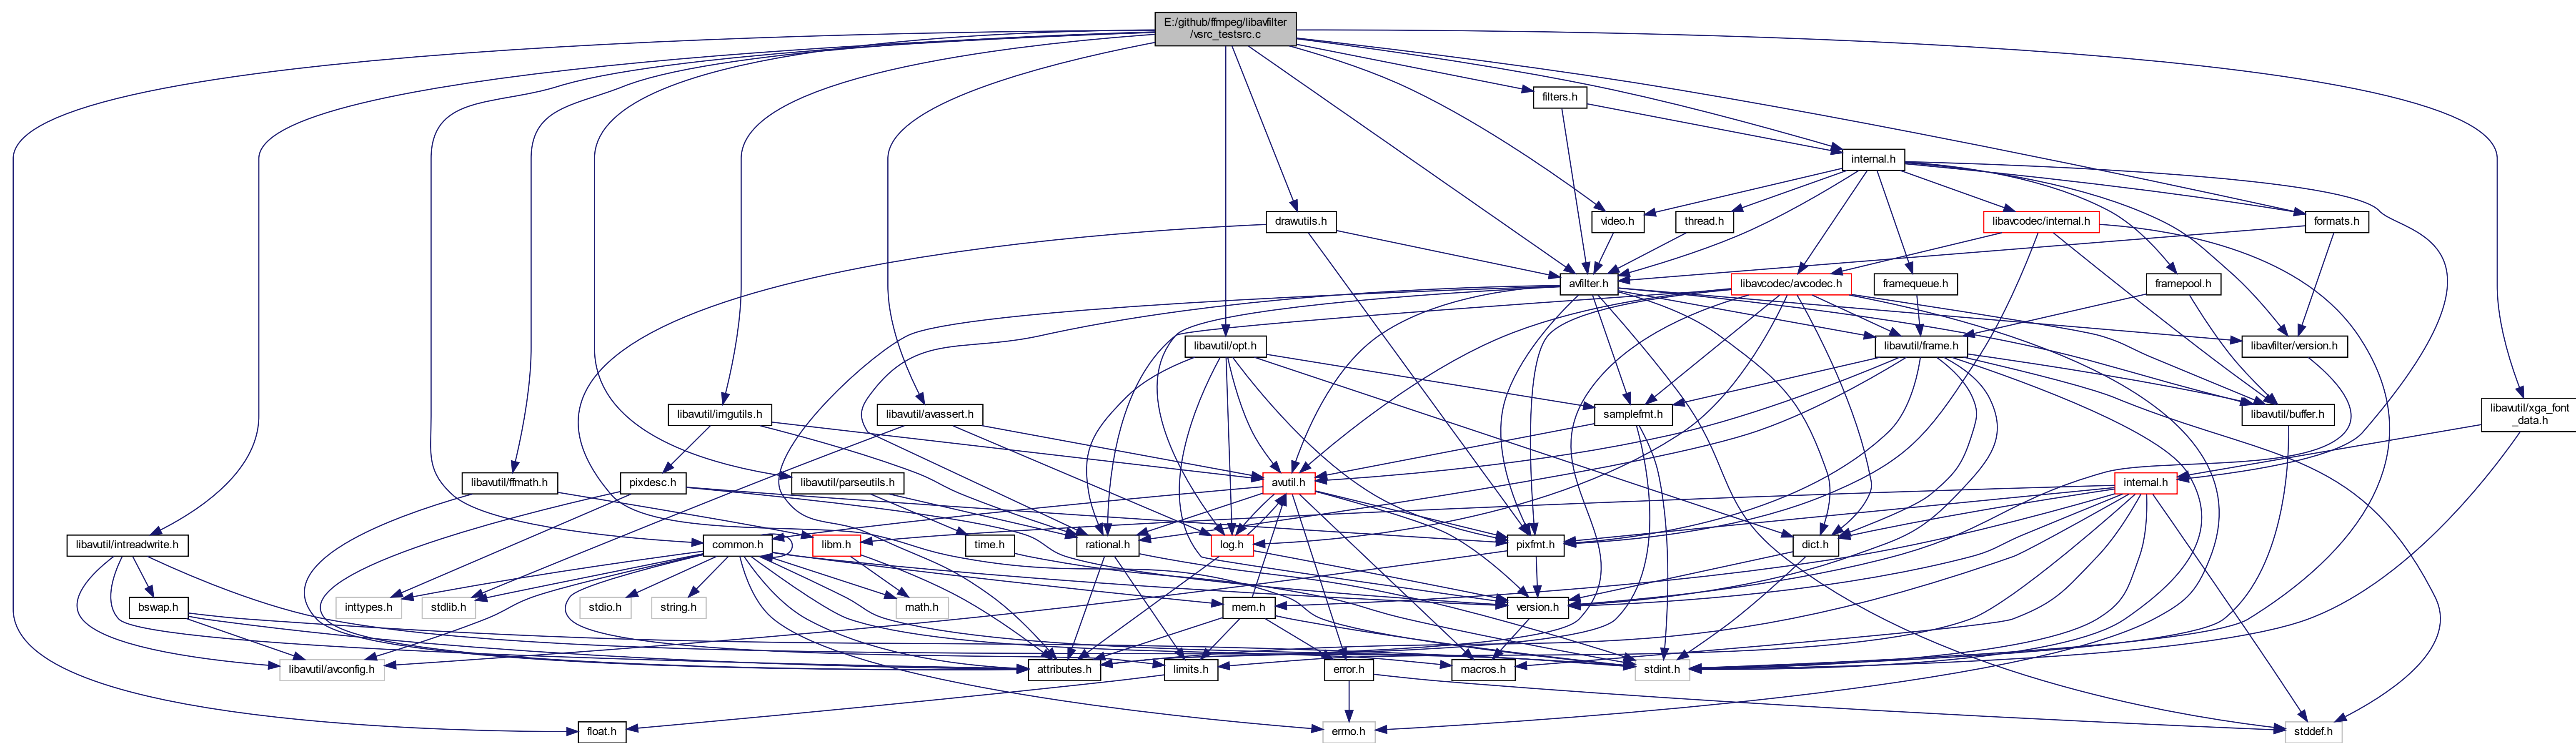 E:/github/ffmpeg/libavfilter
/vsrc_testsrc.c
filters.h
internal.h
drawutils.h
video.h
thread.h
libavcodec/internal.h
formats.h
avfilter.h
libavcodec/avcodec.h
framequeue.h
framepool.h
libavutil/opt.h
libavutil/frame.h
libavfilter/version.h
libavutil/imgutils.h
libavutil/avassert.h
samplefmt.h
libavutil/buffer.h
libavutil/xga_font
_data.h
libavutil/ffmath.h
pixdesc.h
libavutil/parseutils.h
avutil.h
internal.h
libavutil/intreadwrite.h
common.h
libm.h
time.h
rational.h
log.h
pixfmt.h
dict.h
bswap.h
inttypes.h
stdlib.h
stdio.h
string.h
math.h
mem.h
version.h
libavutil/avconfig.h
attributes.h
limits.h
error.h
macros.h
stdint.h
float.h
errno.h
stddef.h